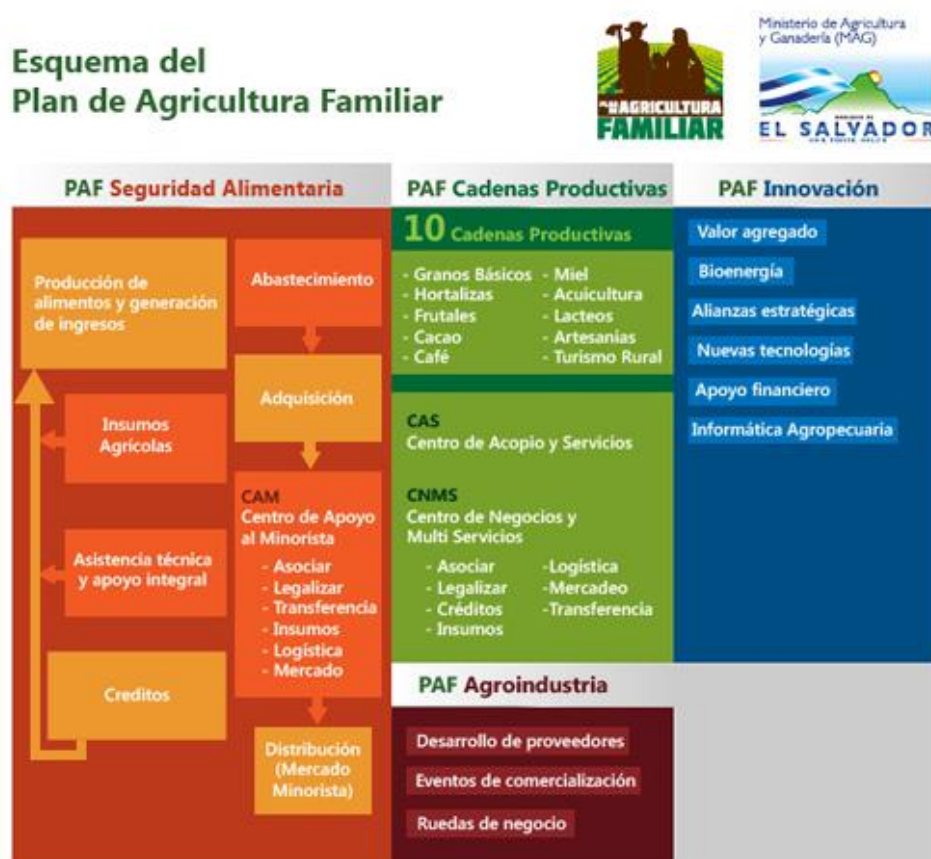 Esquema del
Plan de Agricultura Familiar
AGRICULTURA
FAMILIAR
Ministerio de Agricultura
y Ganadería (MAG)
EL SALVADOR
PAF Seguridad Alimentaria
Producción de
alimentos y generación
de ingresos
Insumos
Agrícolas
Asistencia técnica
y apoyo integral
Creditos
Abastecimiento
Adquisición
CAM
Centro de Apoyo
al Minorista
- Asociar
- Legalizar
- Transferencia
- Insumos
- Logística
- Mercado
Distribución
(Mercado
Minorista)
PAF Cadenas Productivas
10 Cadenas Productivas
- Granos Básicos
- Hortalizas
- Frutales
- Cacao
- Café
- Miel
- Acuicultura
- Lacteos
- Artesanias
- Turismo Rural
CAS
Centro de Acopio y Servicios
CNMS
Centro de Negocios y
Multi Servicios
- Asociar
- Legalizar
- Créditos
- Insumos
-Logística
-Mercadeo
-Transferencia
PAF Agroindustria
Desarrollo de proveedores
Eventos de comercialización
Ruedas de negocio
PAF Innovación
Valor agregado
Bioenergía
Alianzas estratégicas
Nuevas tecnologías
Apoyo financiero
Informática Agropecuaria